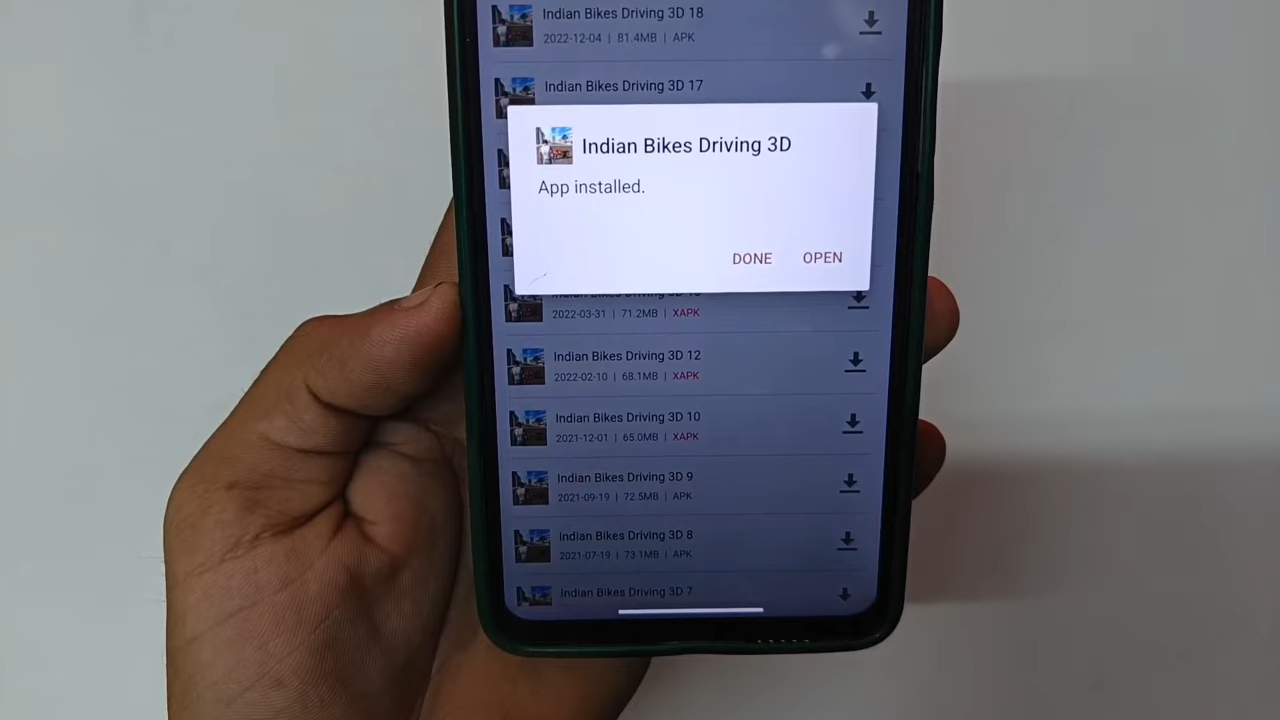 Indian Bikes Driving 3D 18
2022-12-04 | 81.4MB | APK
Indian Bikes Driving 3D 17
Indian Bikes Driving 3D
App installed.
DONE OPEN
Indian Bikes Driving 3D
2022-03-31 | 71.2MB | XAPK
Indian Bikes Driving 3D 12
2022-02-10 | 68.1MB | XAPK
Indian Bikes Driving 3D 10
2021-12-01 | 65.0MB | XAPK
Indian Bikes Driving 3D 9
2021-09-19 | 72.5MB | APK
Indian Bikes Driving 3D 8
2021-07-19 | 73.1MB | APK
Indian Bikes Driving 3D 7